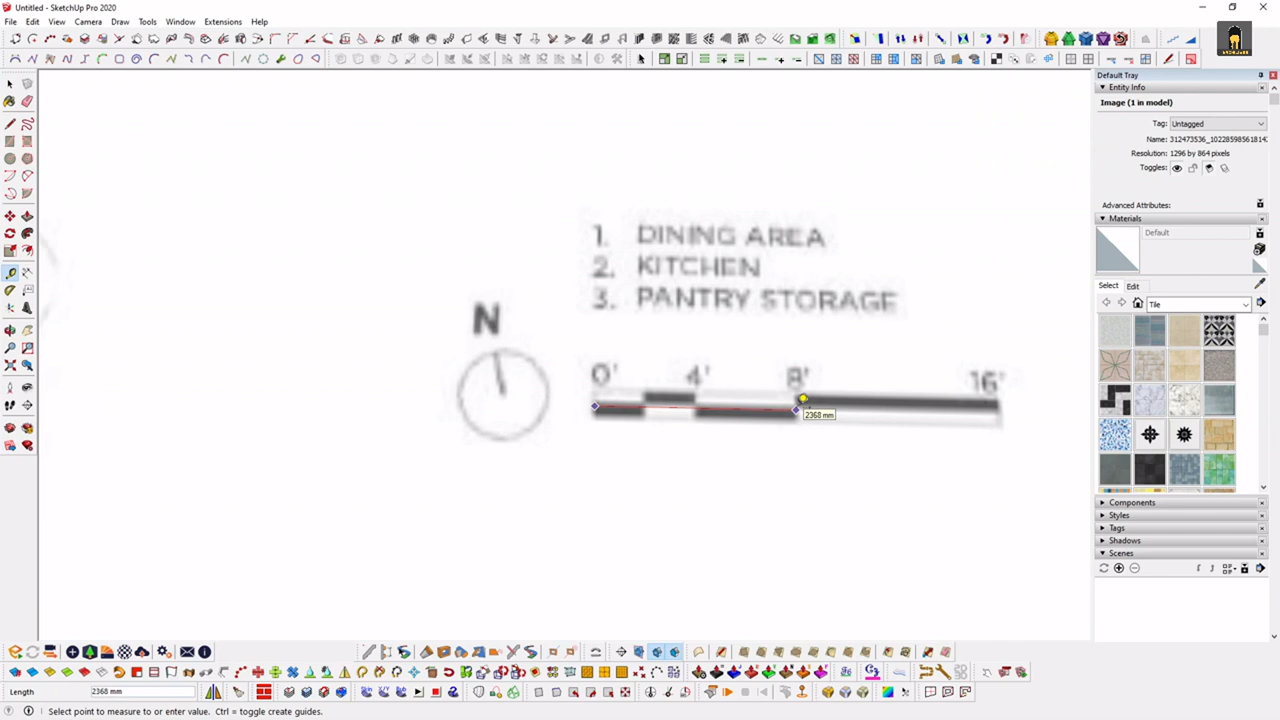 Untitled - SketchUp Pro 2020
File Edit View Camera Draw Tools Window Extensions Help
Default Tray
Entity Info
Image (1 in model)
Tag: Untagged
Name: 312473536_1022859856181
Resolution: 1296 by 864 pixels
Toggles:
Advanced Attributes:
Materials
Default
Select Edit
Tile
1. DINING AREA
2. KITCHEN
3. PANTRY STORAGE
N
0' 4' 8' 16'
2368 mm
Components
Styles
Tags
Shadows
Scenes
Length 2368 mm
Select point to measure to or enter value. Ctrl = toggle create guides.